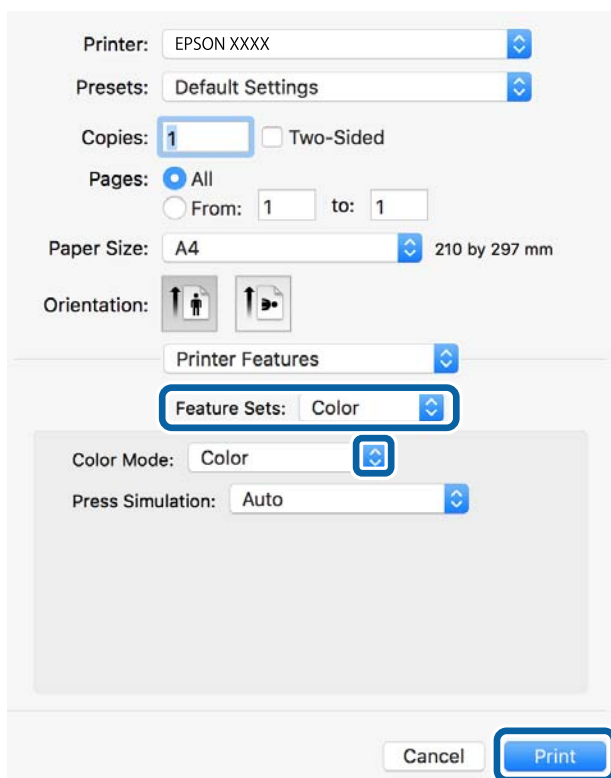 Printer: EPSON XXXX
Presets: Default Settings
Copies: 1 Two-Sided
Pages: All
From: 1 to: 1
Paper Size: A4 210 by 297 mm
Orientation:
Printer Features
Feature Sets: Color
Color Mode: Color
Press Simulation: Auto
Cancel Print